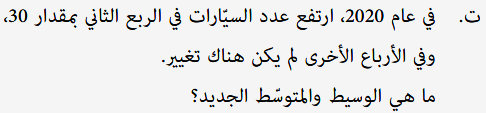 ت. في عام 2020، ارتفع عدد السيّارات في الربع الثاني بمقدار 30،
وفي الأرباع الأخرى لم يكن هناك تغيير.
ما هي الوسيط والمتوسّط الجديد؟